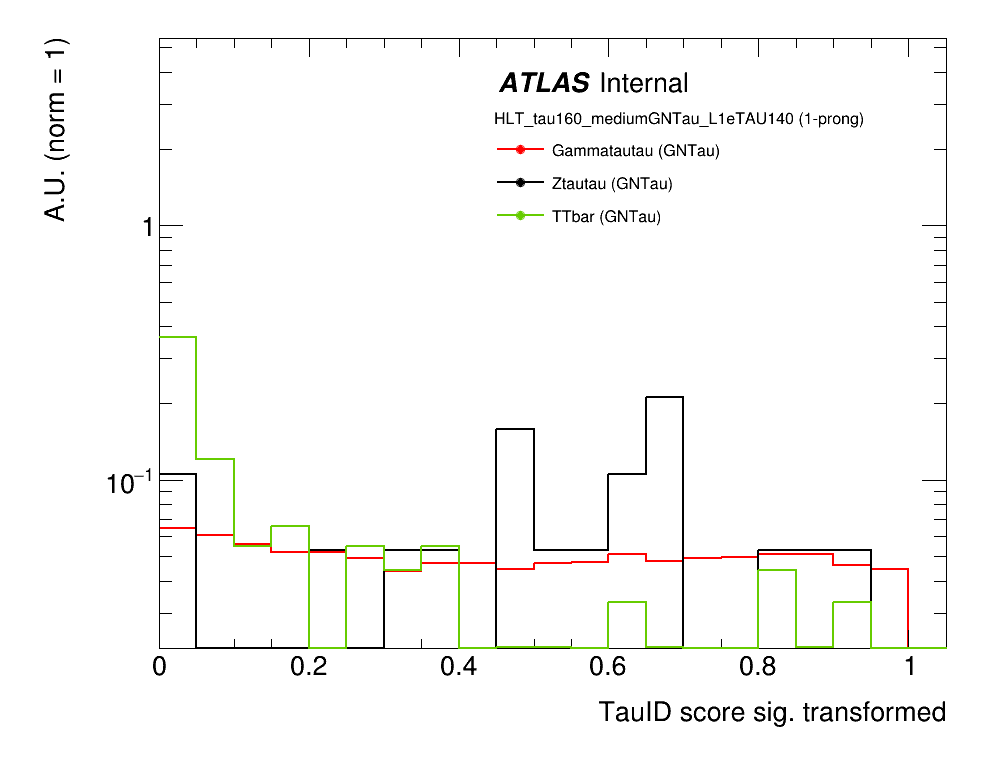 A.U. (norm = 1)
ATLAS Internal
HLT_tau160_mediumGNTau_L1eTAU140 (1-prong)
Gammatautau (GNTau)
Ztautau (GNTau)
TTbar (GNTau)
1
10⁻¹
0 0.2 0.4 0.6 0.8 1
TauID score sig. transformed